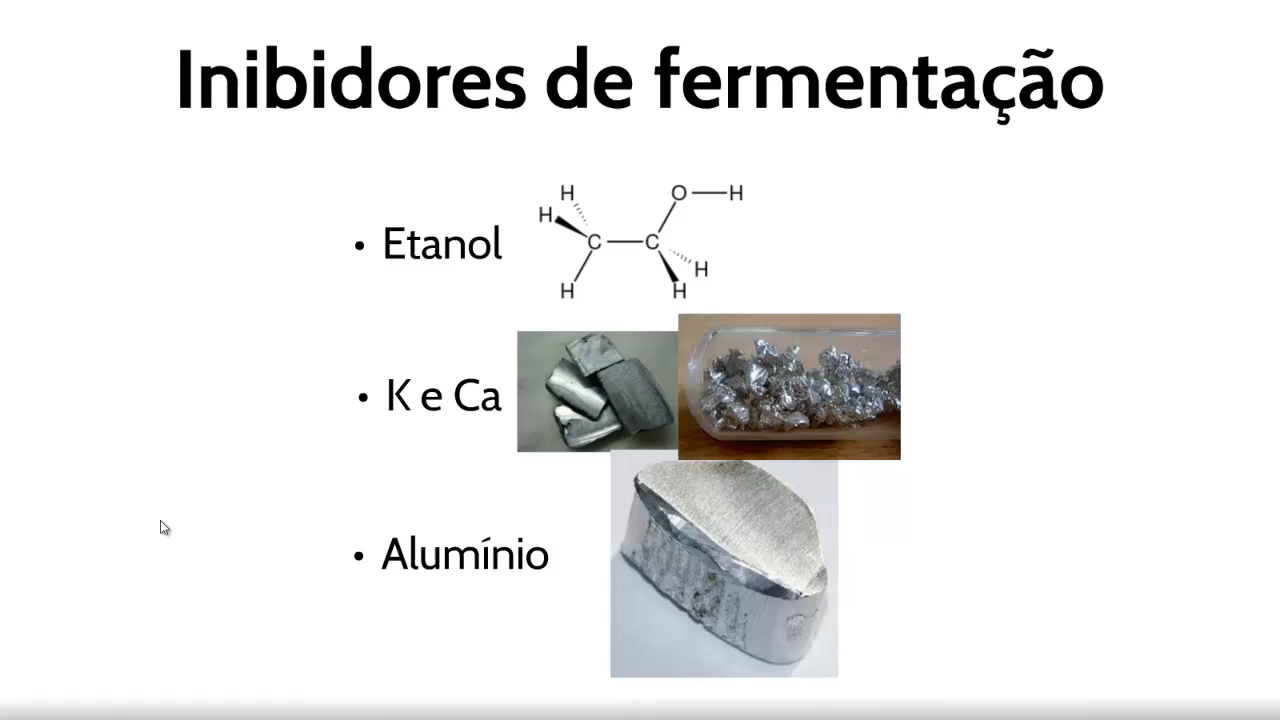 Inibidores de fermentação
• Etanol
H
O H
H
C C
H
H H
• K e Ca
• Alumínio